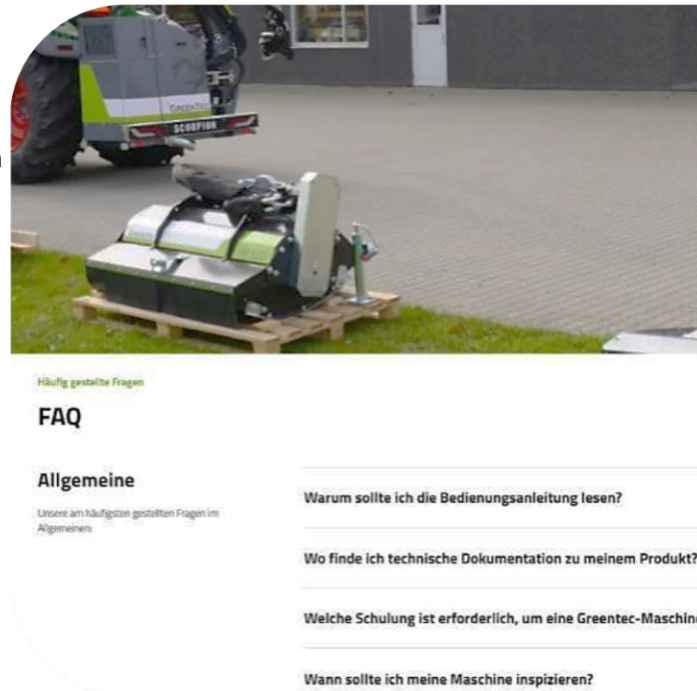 GREENTEC
SCORPION
Häufig gestellte Fragen
FAQ
Allgemeine
Unsere am häufigsten gestellten Fragen im
Allgemeinen:
Warum sollte ich die Bedienungsanleitung lesen?
Wo finde ich technische Dokumentation zu meinem Produkt?
Welche Schulung ist erforderlich, um eine Greentec-Maschine
Wann sollte ich meine Maschine inspizieren?